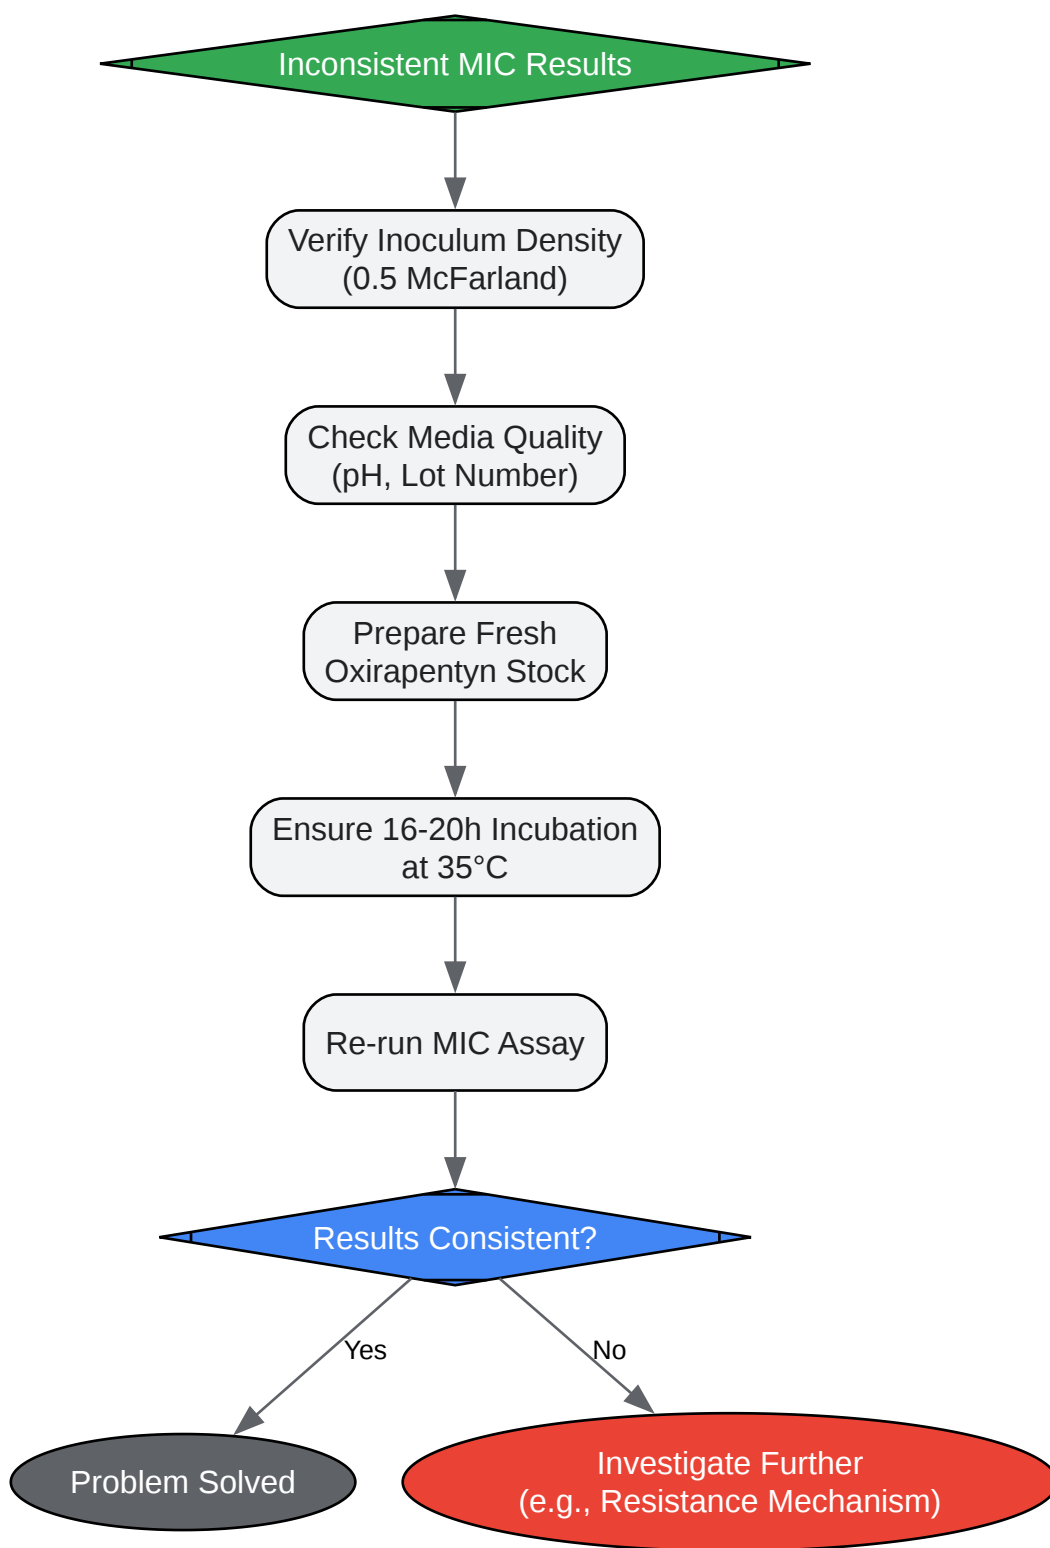 Inconsistent MIC Results
Verify Inoculum Density
(0.5 McFarland)
Check Media Quality
(pH, Lot Number)
Prepare Fresh
Oxirapentyn Stock
Ensure 16-20h Incubation
at 35°C
Re-run MIC Assay
Results Consistent?
Yes
No
Problem Solved
Investigate Further
(e.g., Resistance Mechanism)